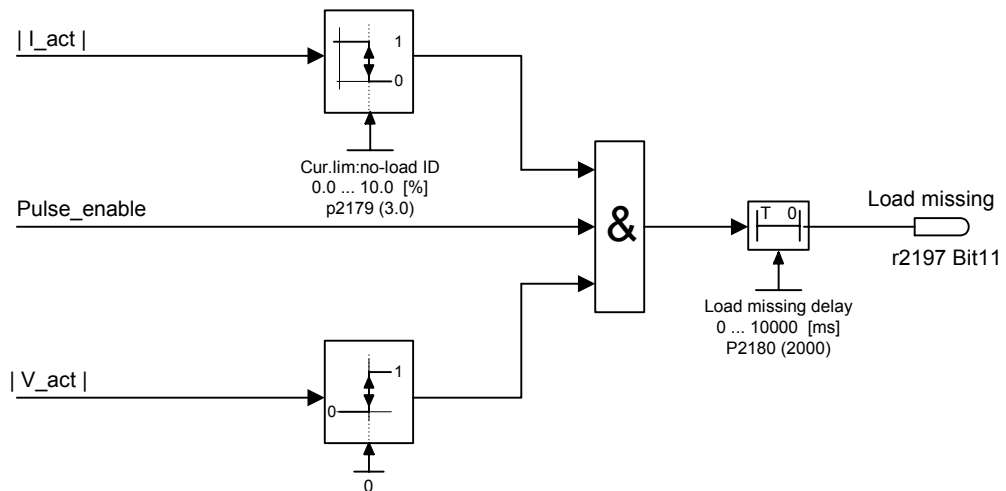 | I_act |
1
0
Cur.lim:no-load ID
0.0 ... 10.0 [%]
p2179 (3.0)
Pulse_enable
&
T 0
Load missing
r2197 Bit11
Load missing delay
0 ... 10000 [ms]
P2180 (2000)
| V_act |
1
0
0